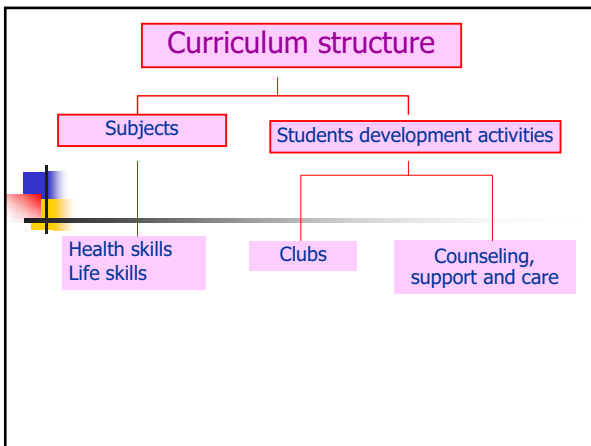 Curriculum structure
Subjects
Students development activities
Health skills
Life skills
Clubs
Counseling,
support and care